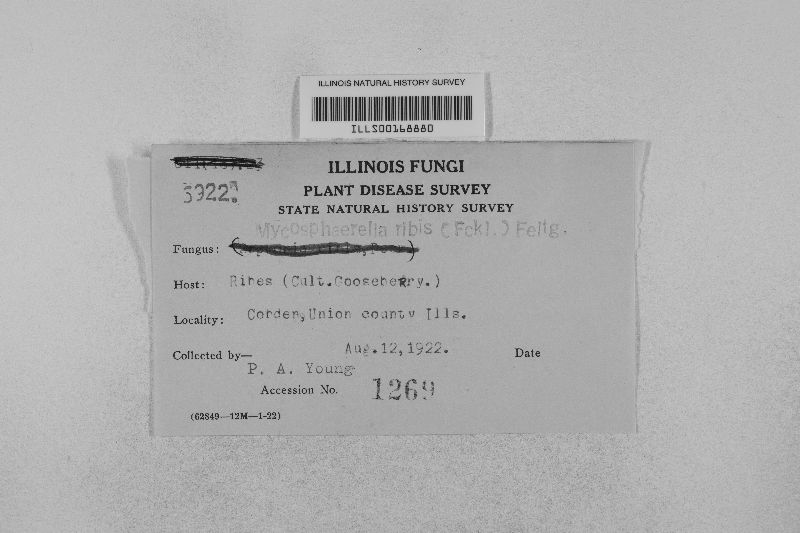 ILLINOIS NATURAL HISTORY SURVEY
ILLS00168880
ILLINOIS FUNGI
3922ª. PLANT DISEASE SURVEY
STATE NATURAL HISTORY SURVEY
Mycosphaerella ribis (Fckl.) Feltg.
Fungus:
Host: Ribes (Cult.Gooseberry.)
Locality: Cobden,Union county Ills.
Aug.12,1922.
Collected by— Date
P. A. Young
Accession No. 1269
(62849—12M—1-22)